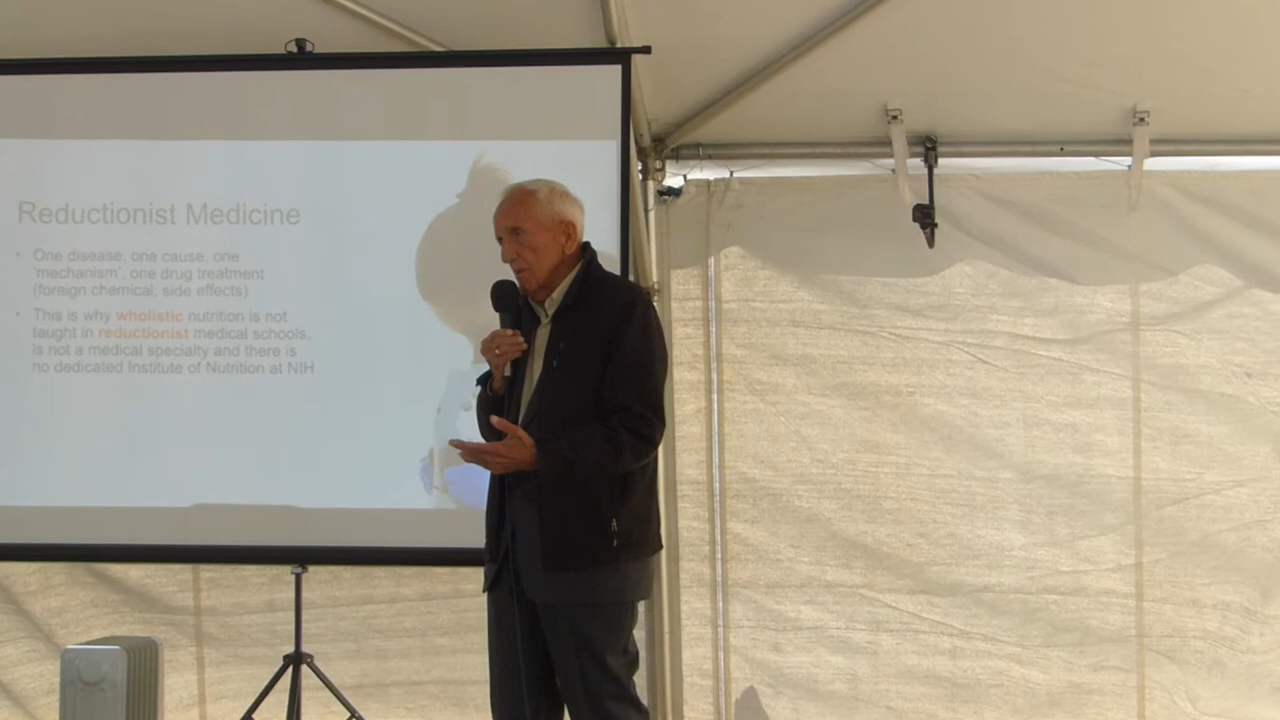 Reductionist Medicine
• One disease, one cause, one
'mechanism', one drug treatment
(foreign chemical, side effects)
• This is why wholistic nutrition is not
taught in reductionist medical schools,
is not a medical specialty and there is
no dedicated Institute of Nutrition at NIH